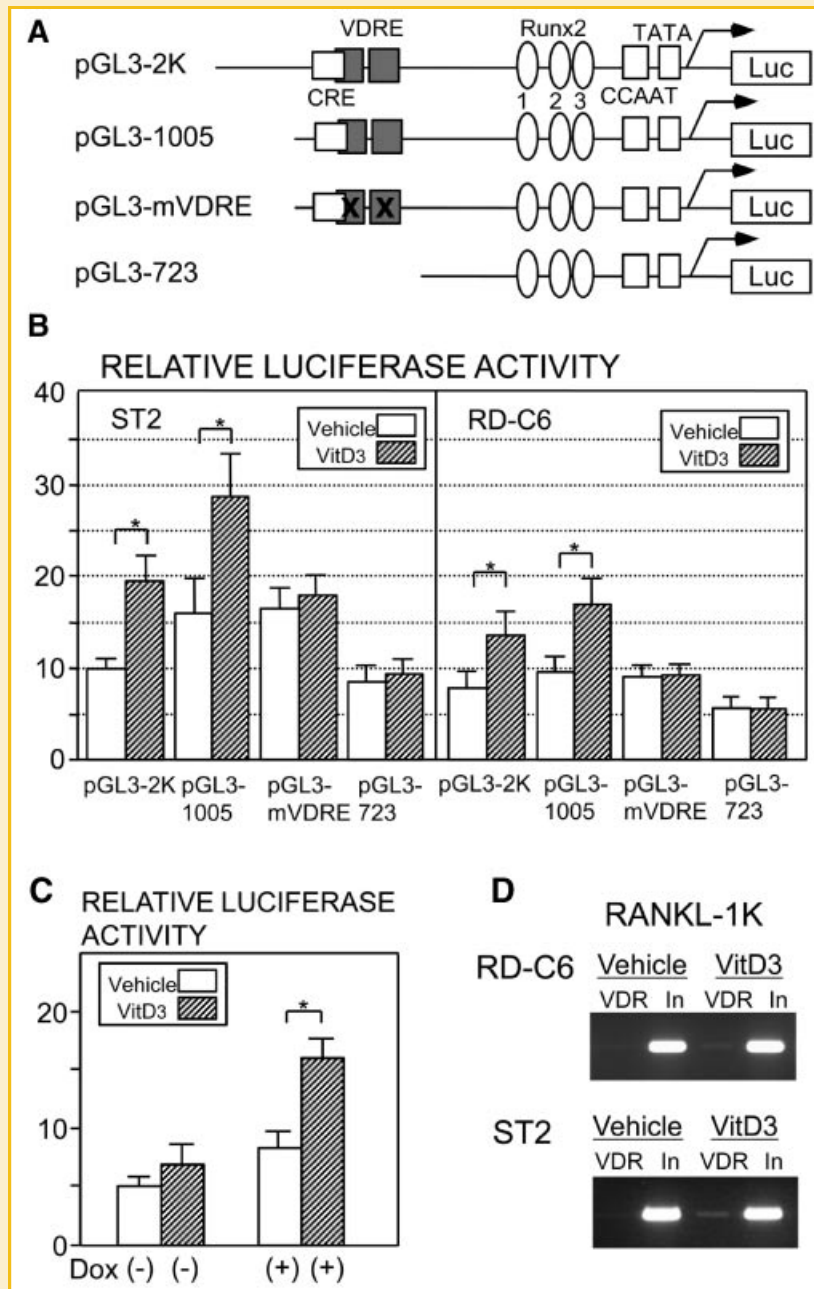 A
VDRE Runx2 TATA
pGL3-2K Luc
CRE 1 2 3 CCAAT
pGL3-1005 Luc
pGL3-mVDRE X X Luc
pGL3-723 Luc
B
RELATIVE LUCIFERASE ACTIVITY
40
30
20
10
0
ST2
Vehicle
VitD3
* *
RD-C6
Vehicle
VitD3
* *
pGL3-2K pGL3-1005 pGL3-mVDRE pGL3-723 pGL3-2K pGL3-1005 pGL3-mVDRE pGL3-723
C
RELATIVE LUCIFERASE
ACTIVITY
Vehicle
VitD3
*
20
10
0
Dox (-) (-) (+) (+)
D
RANKL-1K
RD-C6 Vehicle VitD3
VDR In VDR In
ST2 Vehicle VitD3
VDR In VDR In